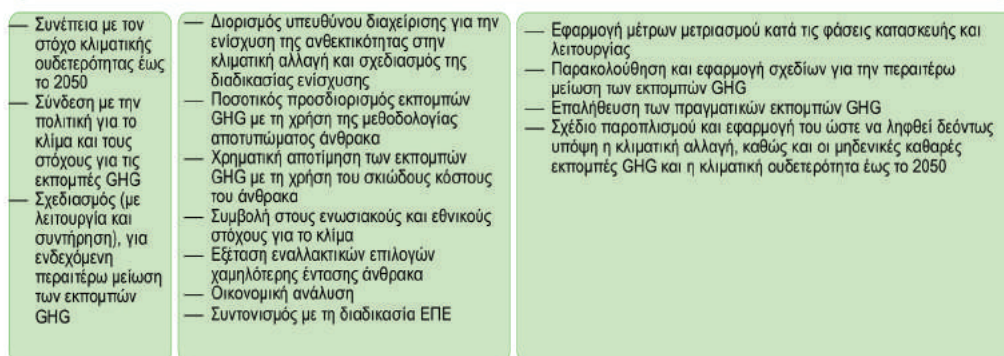 — Συνέπεια με τον
στόχο κλιματικής
ουδετερότητας έως
το 2050
— Σύνδεση με την
πολιτική για το
κλίμα και τους
στόχους για τις
εκπομπές GHG
— Σχεδιασμός (με
λειτουργία και
συντήρηση), για
ενδεχόμενη
περαιτέρω μείωση
των εκπομπών
GHG
— Διορισμός υπευθύνου διαχείρισης για την
ενίσχυση της ανθεκτικότητας στην
κλιματική αλλαγή και σχεδιασμός της
διαδικασίας ενίσχυσης
— Ποσοτικός προσδιορισμός εκπομπών
GHG με τη χρήση της μεθοδολογίας
αποτυπώματος άνθρακα
— Χρηματική αποτίμηση των εκπομπών
GHG με τη χρήση του σκιώδους κόστους
του άνθρακα
— Συμβολή στους ενωσιακούς και εθνικούς
στόχους για το κλίμα
— Εξέταση εναλλακτικών επιλογών
χαμηλότερης έντασης άνθρακα
— Οικονομική ανάλυση
— Συντονισμός με τη διαδικασία ΕΠΕ
— Εφαρμογή μέτρων μετριασμού κατά τις φάσεις κατασκευής και
λειτουργίας
— Παρακολούθηση και εφαρμογή σχεδίων για την περαιτέρω
μείωση των εκπομπών GHG
— Επαλήθευση των πραγματικών εκπομπών GHG
— Σχέδιο παροπλισμού και εφαρμογή του ώστε να ληφθεί δεόντως
υπόψη η κλιματική αλλαγή, καθώς και οι μηδενικές καθαρές
εκπομπές GHG και η κλιματική ουδετερότητα έως το 2050